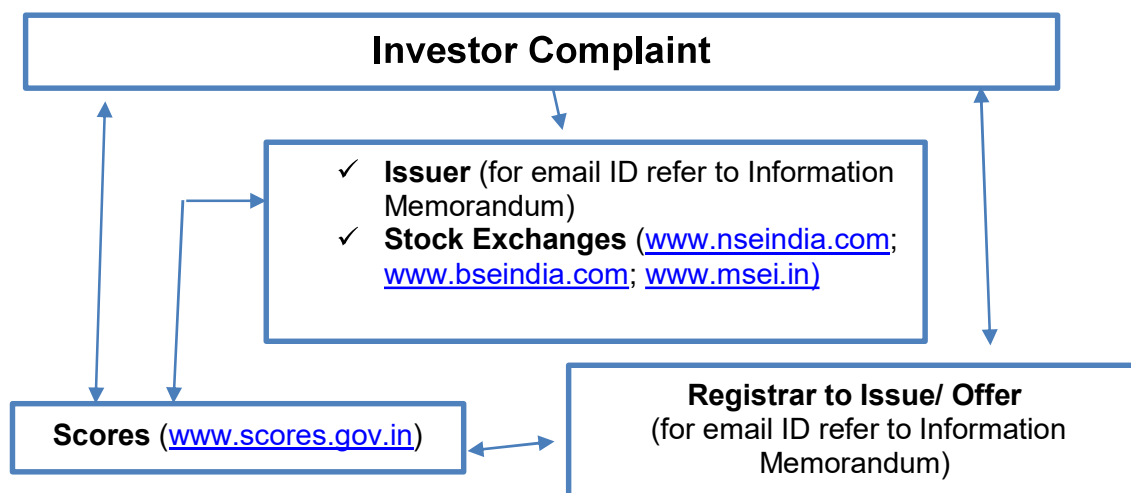 Investor Complaint
✓ Issuer (for email ID refer to Information
Memorandum)
✓ Stock Exchanges (www.nseindia.com;
www.bseindia.com; www.msei.in)
Registrar to Issue/ Offer
(for email ID refer to Information
Memorandum)
Scores (www.scores.gov.in)